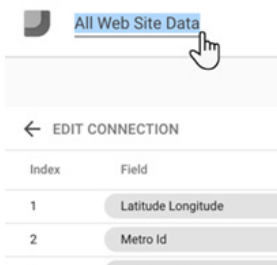 All Web Site Data
EDIT CONNECTION
Index Field
1 Latitude Longitude
2 Metro Id